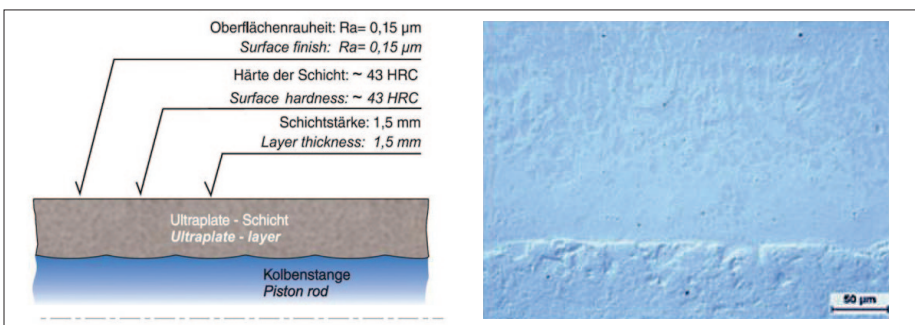 Oberflächenrauheit: Ra= 0,15 µm
Surface finish: Ra= 0,15 µm
Härte der Schicht: ~ 43 HRC
Surface hardness: ~ 43 HRC
Schichtstärke: 1,5 mm
Layer thickness: 1,5 mm
Ultraplate - Schicht
Ultraplate - layer
Kolbenstange
Piston rod
50 µm